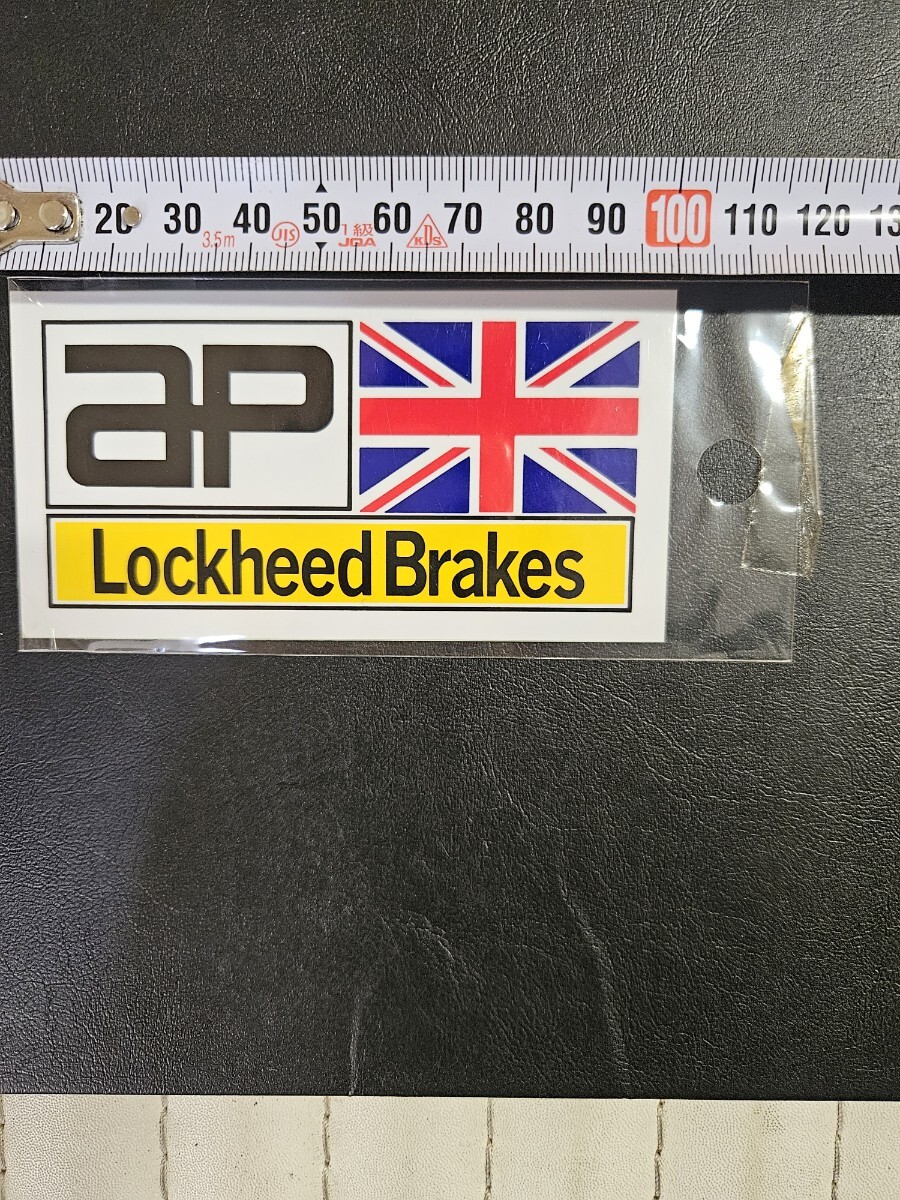 20 30 40 50 60 70 80 90 100 110 120 13
3.5m JIS 1級 JQA KDS
aP
Lockheed Brakes